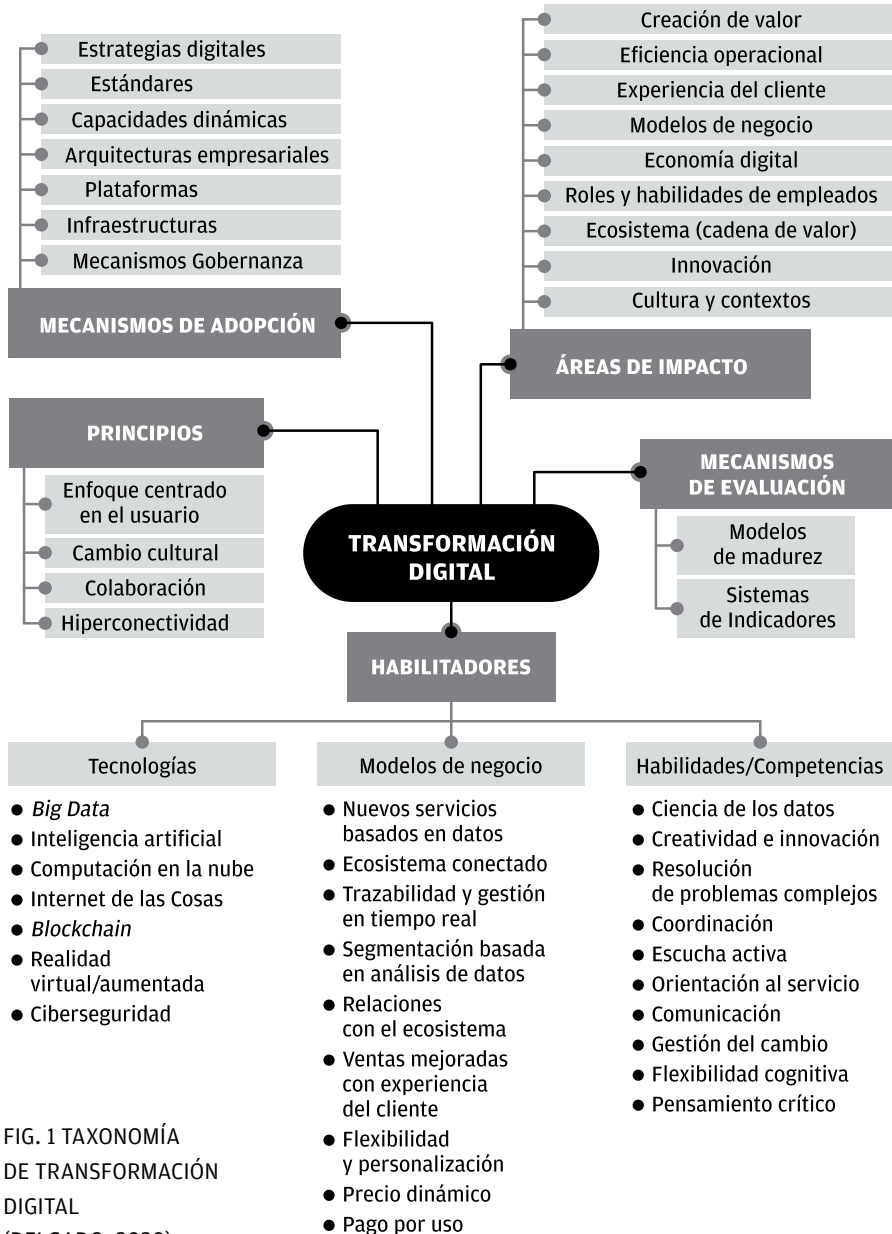 Estrategias digitales
Estándares
Capacidades dinámicas
Arquitecturas empresariales
Plataformas
Infraestructuras
Mecanismos Gobernanza
MECANISMOS DE ADOPCIÓN
Creación de valor
Eficiencia operacional
Experiencia del cliente
Modelos de negocio
Economía digital
Roles y habilidades de empleados
Ecosistema (cadena de valor)
Innovación
Cultura y contextos
ÁREAS DE IMPACTO
PRINCIPIOS
Enfoque centrado
en el usuario
Cambio cultural
Colaboración
Hiperconectividad
MECANISMOS
DE EVALUACIÓN
Modelos
de madurez
Sistemas
de Indicadores
TRANSFORMACIÓN
DIGITAL
HABILITADORES
Tecnologías
• Big Data
• Inteligencia artificial
• Computación en la nube
• Internet de las Cosas
• Blockchain
• Realidad
virtual/aumentada
• Ciberseguridad
Modelos de negocio
• Nuevos servicios
basados en datos
• Ecosistema conectado
• Trazabilidad y gestión
en tiempo real
• Segmentación basada
en análisis de datos
• Relaciones
con el ecosistema
• Ventas mejoradas
con experiencia
del cliente
• Flexibilidad
y personalización
• Precio dinámico
• Pago por uso
Habilidades/Competencias
• Ciencia de los datos
• Creatividad e innovación
• Resolución
de problemas complejos
• Coordinación
• Escucha activa
• Orientación al servicio
• Comunicación
• Gestión del cambio
• Flexibilidad cognitiva
• Pensamiento crítico
FIG. 1 TAXONOMÍA
DE TRANSFORMACIÓN
DIGITAL